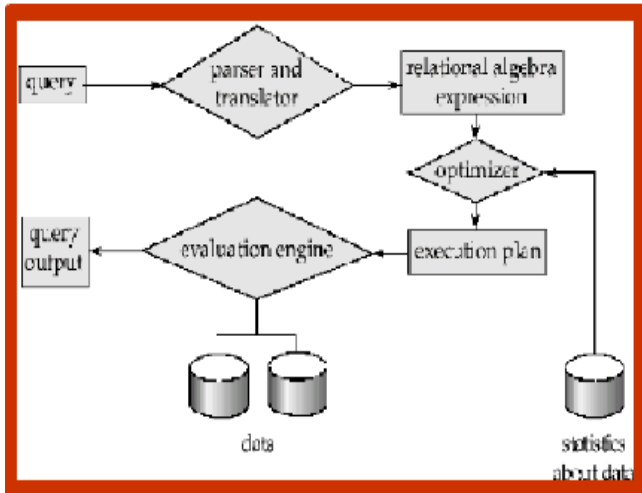 query
parser and
translator
relational algebra
expression
optimizer
query
output
evaluation engine
execution plan
data
statistics
about data